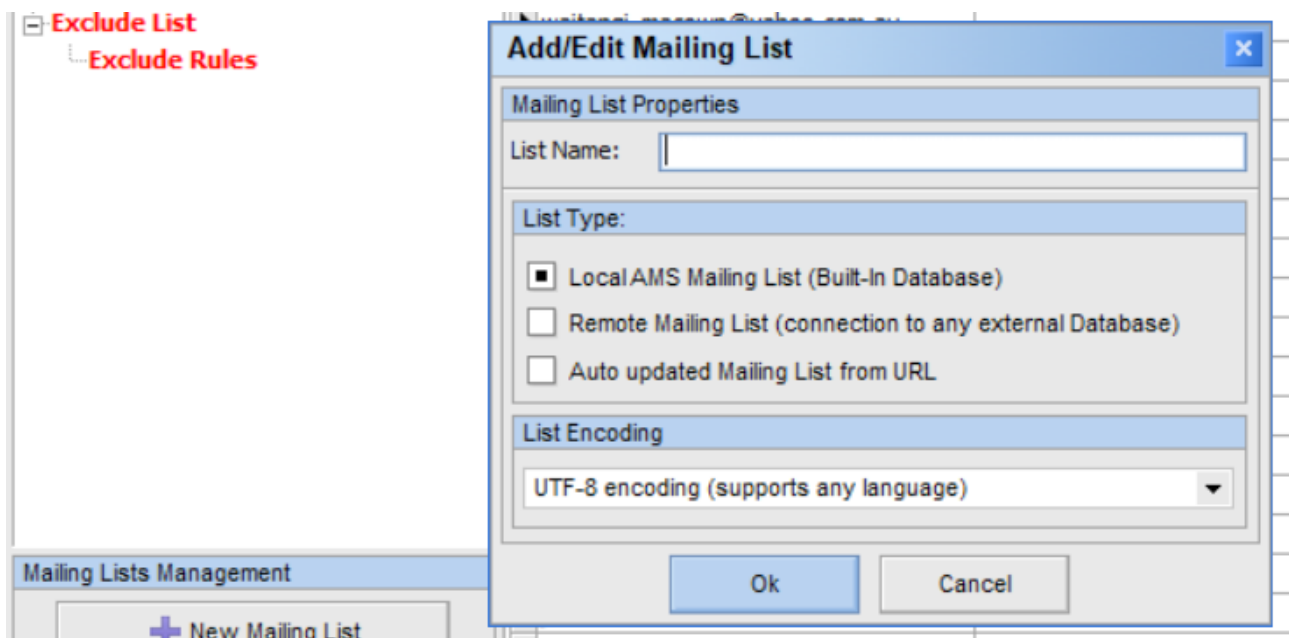 Exclude List
Exclude Rules
Add/Edit Mailing List
Mailing List Properties
List Name:
List Type:
Local AMS Mailing List (Built-In Database)
Remote Mailing List (connection to any external Database)
Auto updated Mailing List from URL
List Encoding
UTF-8 encoding (supports any language)
Ok
Cancel
Mailing Lists Management
New Mailing List